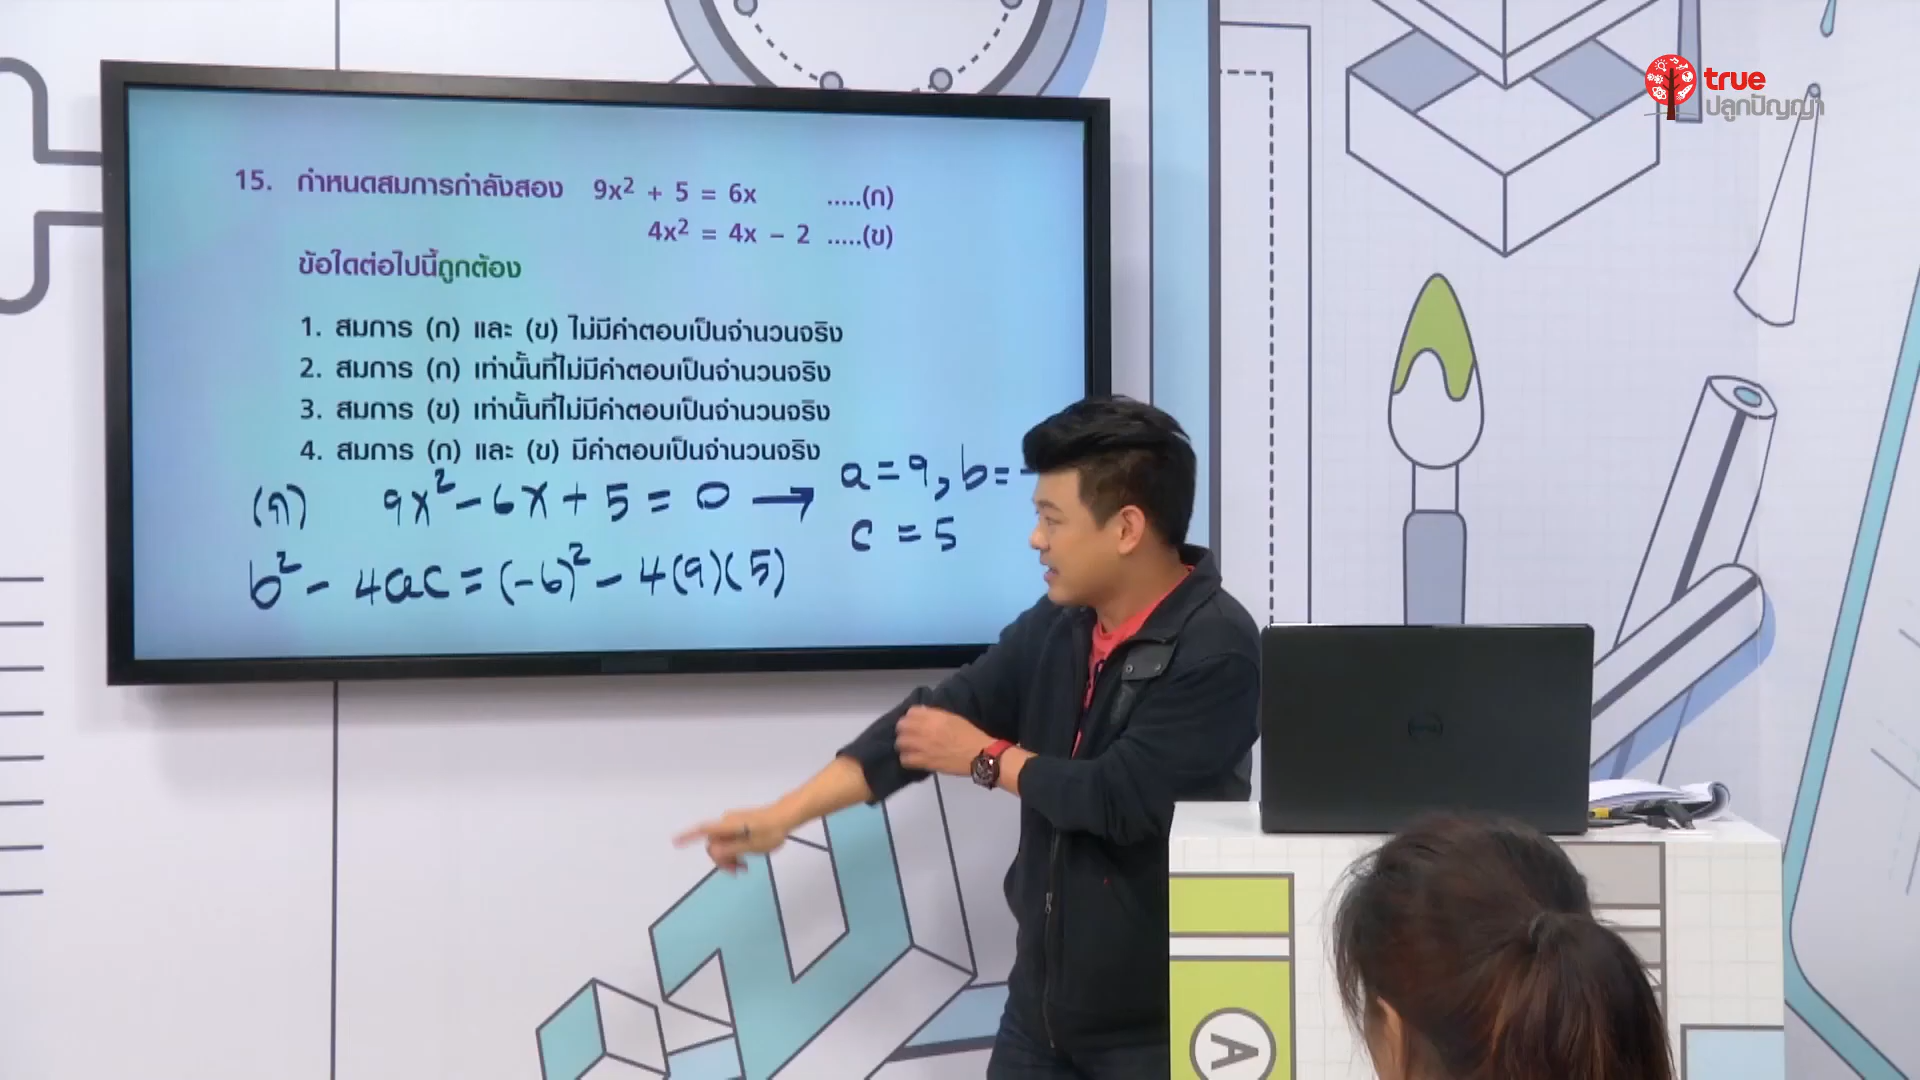 true
ปลูกปัญญา
15. กำหนดสมการกำลังสอง 9x² + 5 = 6x .....(ก)
4x² = 4x – 2 .....(ข)
ข้อใดต่อไปนี้ถูกต้อง
1. สมการ (ก) และ (ข) ไม่มีคำตอบเป็นจำนวนจริง
2. สมการ (ก) เท่านั้นที่ไม่มีคำตอบเป็นจำนวนจริง
3. สมการ (ข) เท่านั้นที่ไม่มีคำตอบเป็นจำนวนจริง
4. สมการ (ก) และ (ข) มีคำตอบเป็นจำนวนจริง
(ก) 9x² – 6x + 5 = 0 → a = 9, b = -
c = 5
b² – 4ac = (–6)² – 4(9)(5)
A